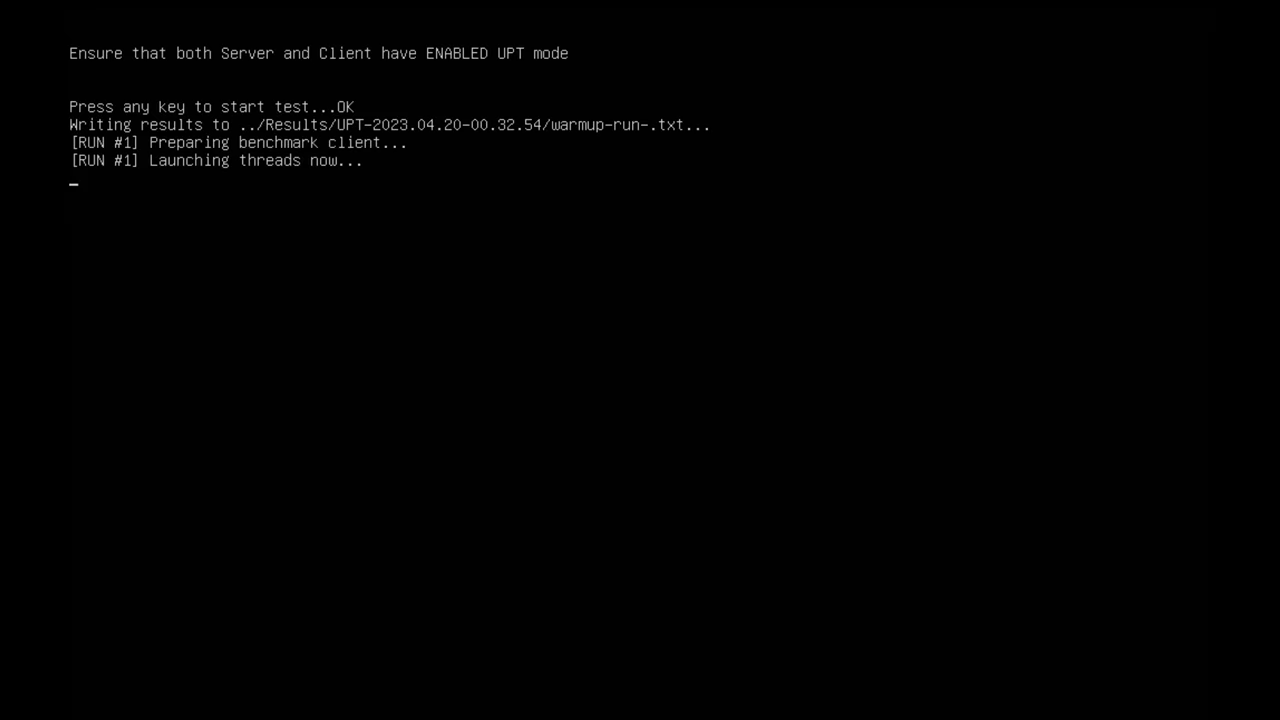 Ensure that both Server and Client have ENABLED UPT mode
Press any key to start test...OK
Writing results to ../Results/UPT-2023.04.20-00.32.54/warmup-run-.txt...
[RUN #1] Preparing benchmark client...
[RUN #1] Launching threads now...